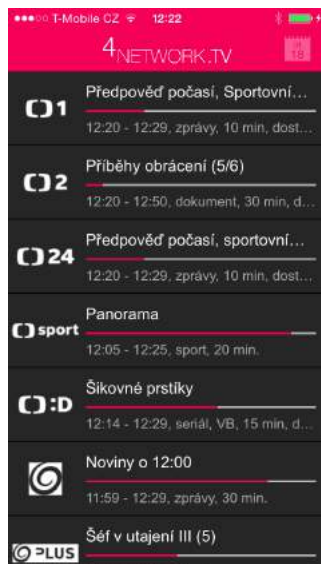 T-Mobile CZ 12:22
4NETWORK.TV
18
1
Předpověď počasí, Sportovní...
12:20 - 12:29, zprávy, 10 min, dost...
2
Příběhy obrácení (5/6)
12:20 - 12:50, dokument, 30 min, d...
24
Předpověď počasí, sportovní...
12:20 - 12:29, zprávy, 10 min, dost...
sport
Panorama
12:05 - 12:25, sport, 20 min.
:D
Šikovné prstíky
12:14 - 12:29, seriál, VB, 15 min, d...
Noviny o 12:00
11:59 - 12:29, zprávy, 30 min.
PLUS
Šéf v utajení III (5)